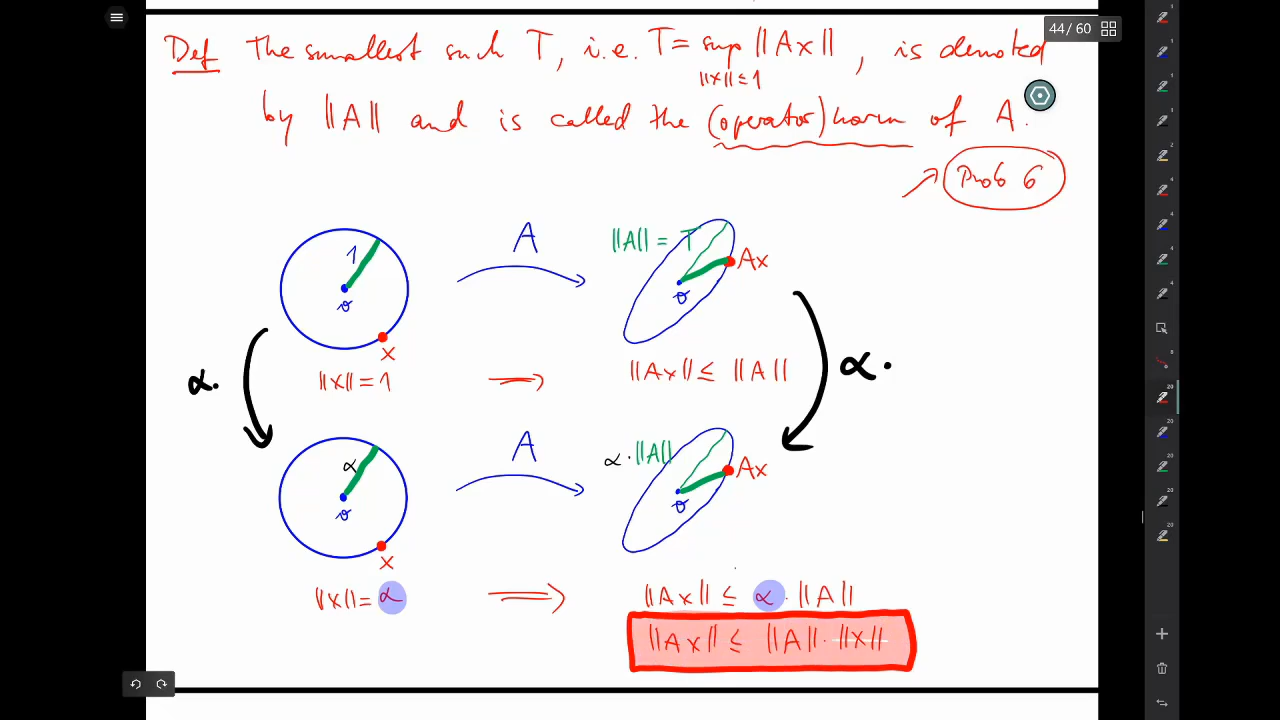 44 / 60
Def The smallest such T, i.e. T = sup ||Ax||, is denoted
||x|| ≤ 1
by ||A|| and is called the (operator) norm of A.
Prob 6
1
0
x
A
||A|| = T
Ax
0
||x|| = 1
⟹
||Ax|| ≤ ||A||
α·
α·
α
0
x
A
α·||A||
Ax
0
||x|| = α
⟹
||Ax|| ≤ α·||A||
||Ax|| ≤ ||A||·||x||